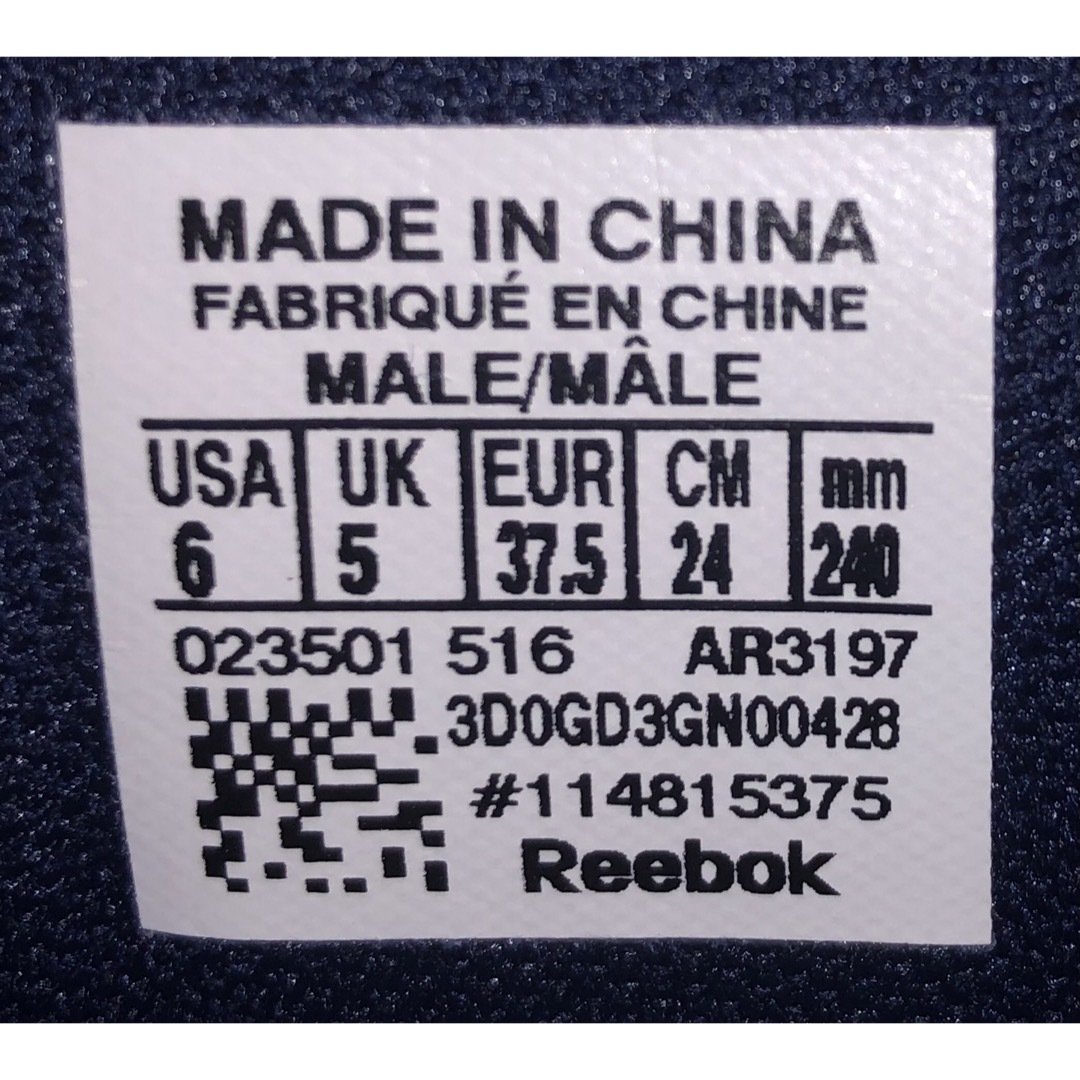 MADE IN CHINA
FABRIQUÉ EN CHINE
MALE/MÂLE
USA UK EUR CM mm
6 5 37.5 24 240
023501 516 AR3197
3D0GD3GN00428
#114815375
Reebok